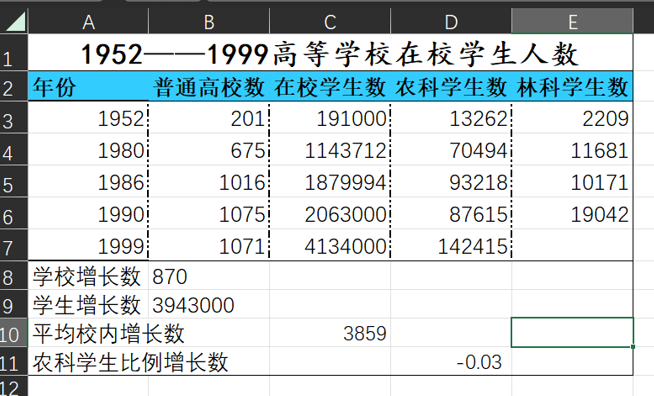 A B C D E
1 1952——1999高等学校在校学生人数
2 年份 普通高校数 在校学生数 农科学生数 林科学生数
3 1952 201 191000 13262 2209
4 1980 675 1143712 70494 11681
5 1986 1016 1879994 93218 10171
6 1990 1075 2063000 87615 19042
7 1999 1071 4134000 142415
8 学校增长数 870
9 学生增长数 3943000
10 平均校内增长数 3859
11 农科学生比例增长数 -0.03
12